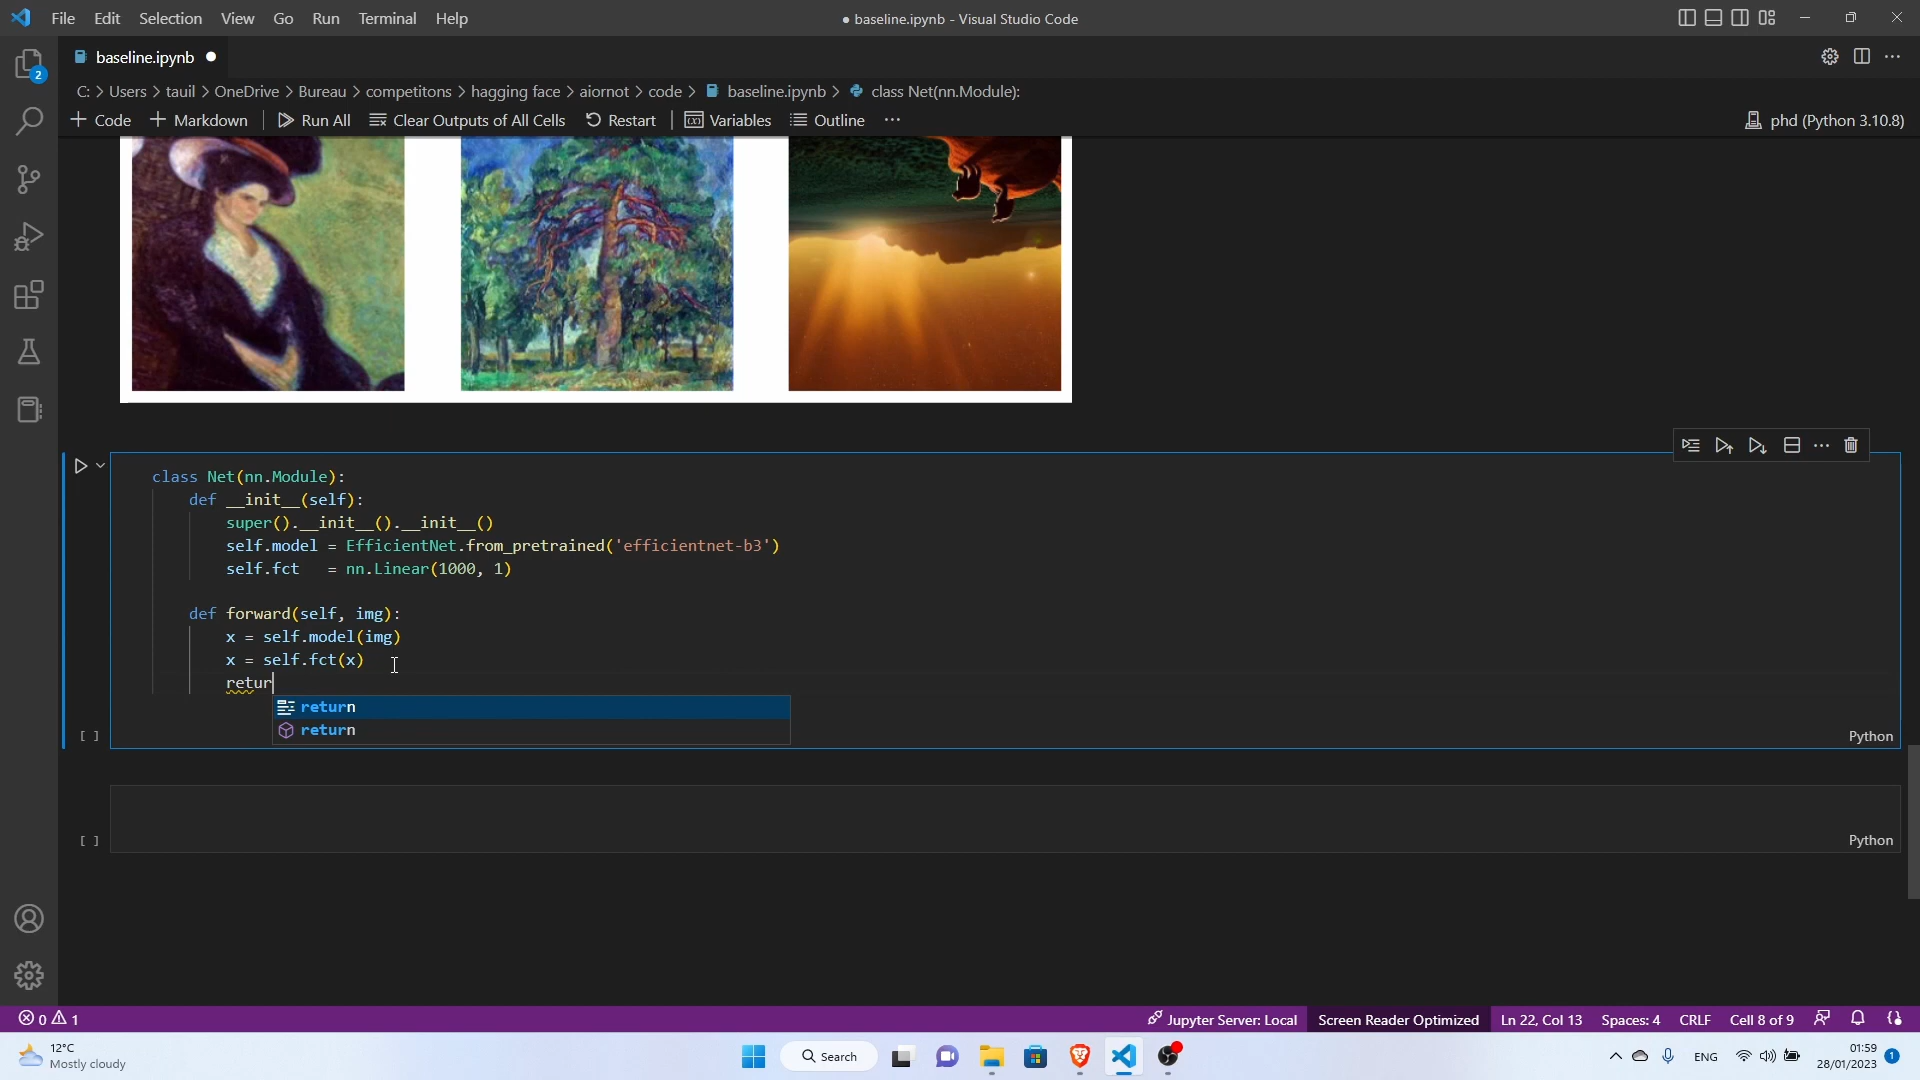 File Edit Selection View Go Run Terminal Help
● baseline.ipynb - Visual Studio Code
2
baseline.ipynb ●
C: > Users > tauil > OneDrive > Bureau > competitons > hagging face > aiornot > code > baseline.ipynb > class Net(nn.Module):
+ Code + Markdown Run All Clear Outputs of All Cells Restart Variables Outline ...
phd (Python 3.10.8)
class Net(nn.Module):
def __init__(self):
super().__init__().__init__()
self.model = EfficientNet.from_pretrained('efficientnet-b3')
self.fct   = nn.Linear(1000, 1)
def forward(self, img):
x = self.model(img)
x = self.fct(x)
retur
return
return
[ ]
Python
[ ]
Python
0 1
Jupyter Server: Local
Screen Reader Optimized
Ln 22, Col 13
Spaces: 4
CRLF
Cell 8 of 9
12°C
Mostly cloudy
Search
ENG
01:59
28/01/2023
1